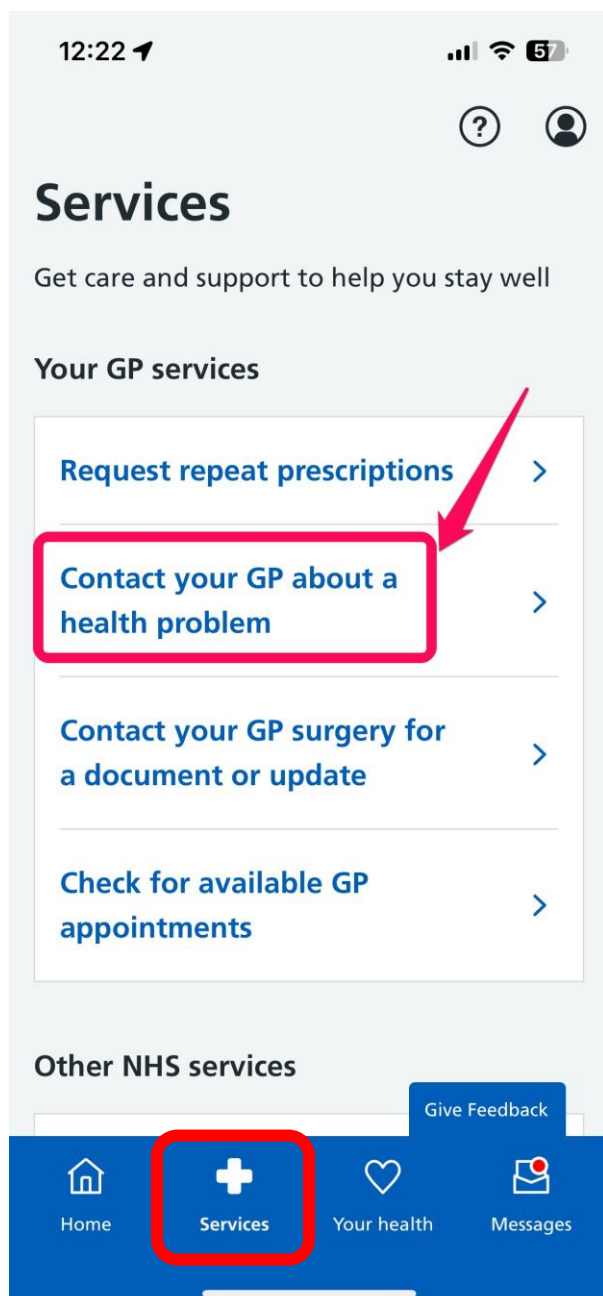 12:22
57
?
Services
Get care and support to help you stay well
Your GP services
Request repeat prescriptions
Contact your GP about a
health problem
Contact your GP surgery for
a document or update
Check for available GP
appointments
Other NHS services
Give Feedback
Home
Services
Your health
Messages